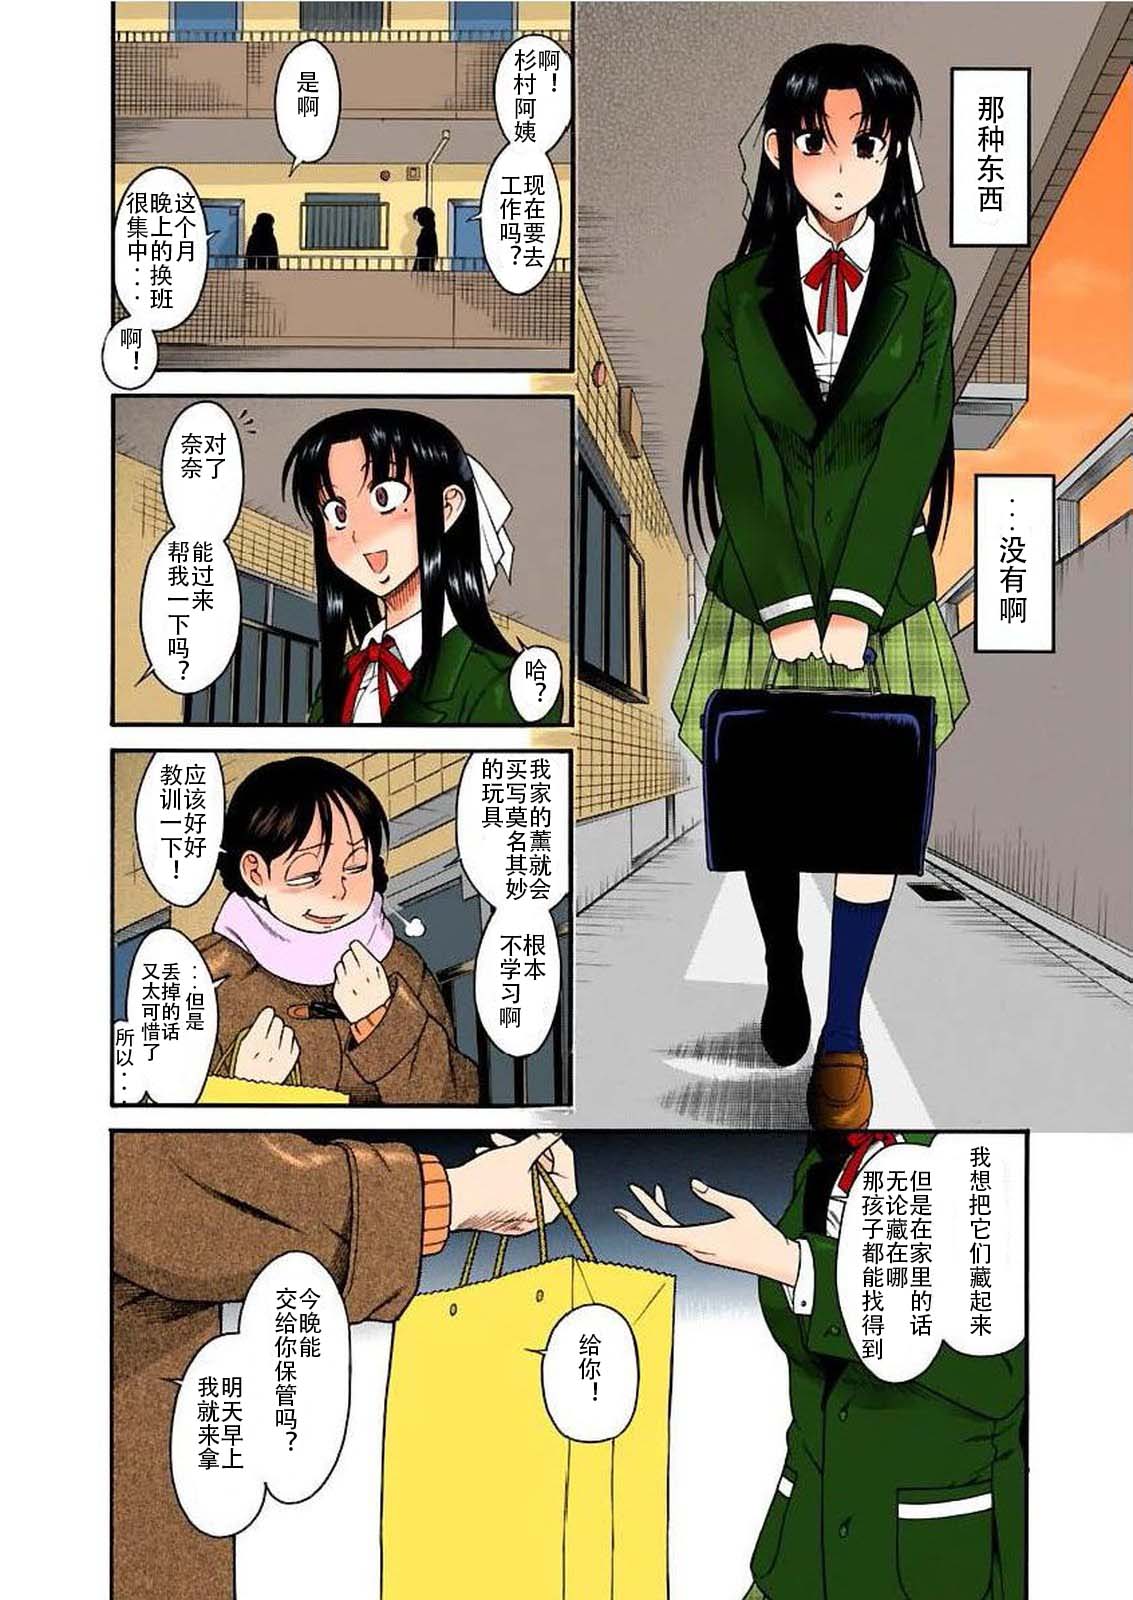 那种东西
...没有啊
啊！
杉村阿姨
现在要去
工作吗？
是
啊
这个月
晚上的换班
很集中...
啊！
对了
奈奈
能过来
帮我一下吗？
哈？
我家的薰就会
买写莫名其妙
的玩具
根本
不学习啊
应该好好
教训一下！
...但是
丢掉的话
又太可惜了
所以...
我想把它们藏起来
但是在家里的话
无论藏在哪
那孩子都能找得到
给你！
今晚能
交给你保管吗？
明天早上
我就来拿